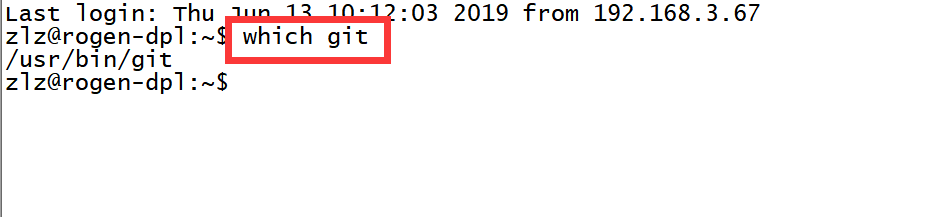 Last login: Thu Jun 13 10:12:03 2019 from 192.168.3.67
zlz@rogen-dpl:~$ which git
/usr/bin/git
zlz@rogen-dpl:~$